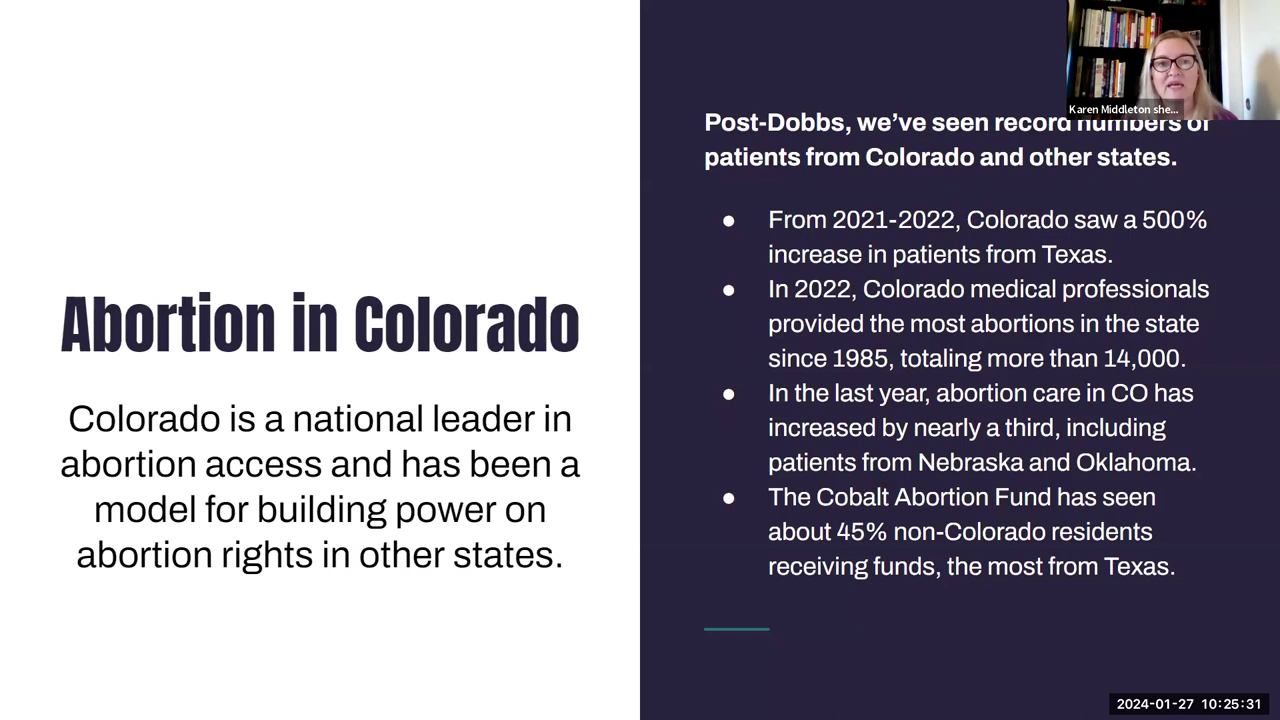 Karen Middleton she...
Abortion in Colorado
Colorado is a national leader in
abortion access and has been a
model for building power on
abortion rights in other states.
Post-Dobbs, we’ve seen record numbers of
patients from Colorado and other states.
● From 2021-2022, Colorado saw a 500%
increase in patients from Texas.
● In 2022, Colorado medical professionals
provided the most abortions in the state
since 1985, totaling more than 14,000.
● In the last year, abortion care in CO has
increased by nearly a third, including
patients from Nebraska and Oklahoma.
● The Cobalt Abortion Fund has seen
about 45% non-Colorado residents
receiving funds, the most from Texas.
2024-01-27 10:25:31